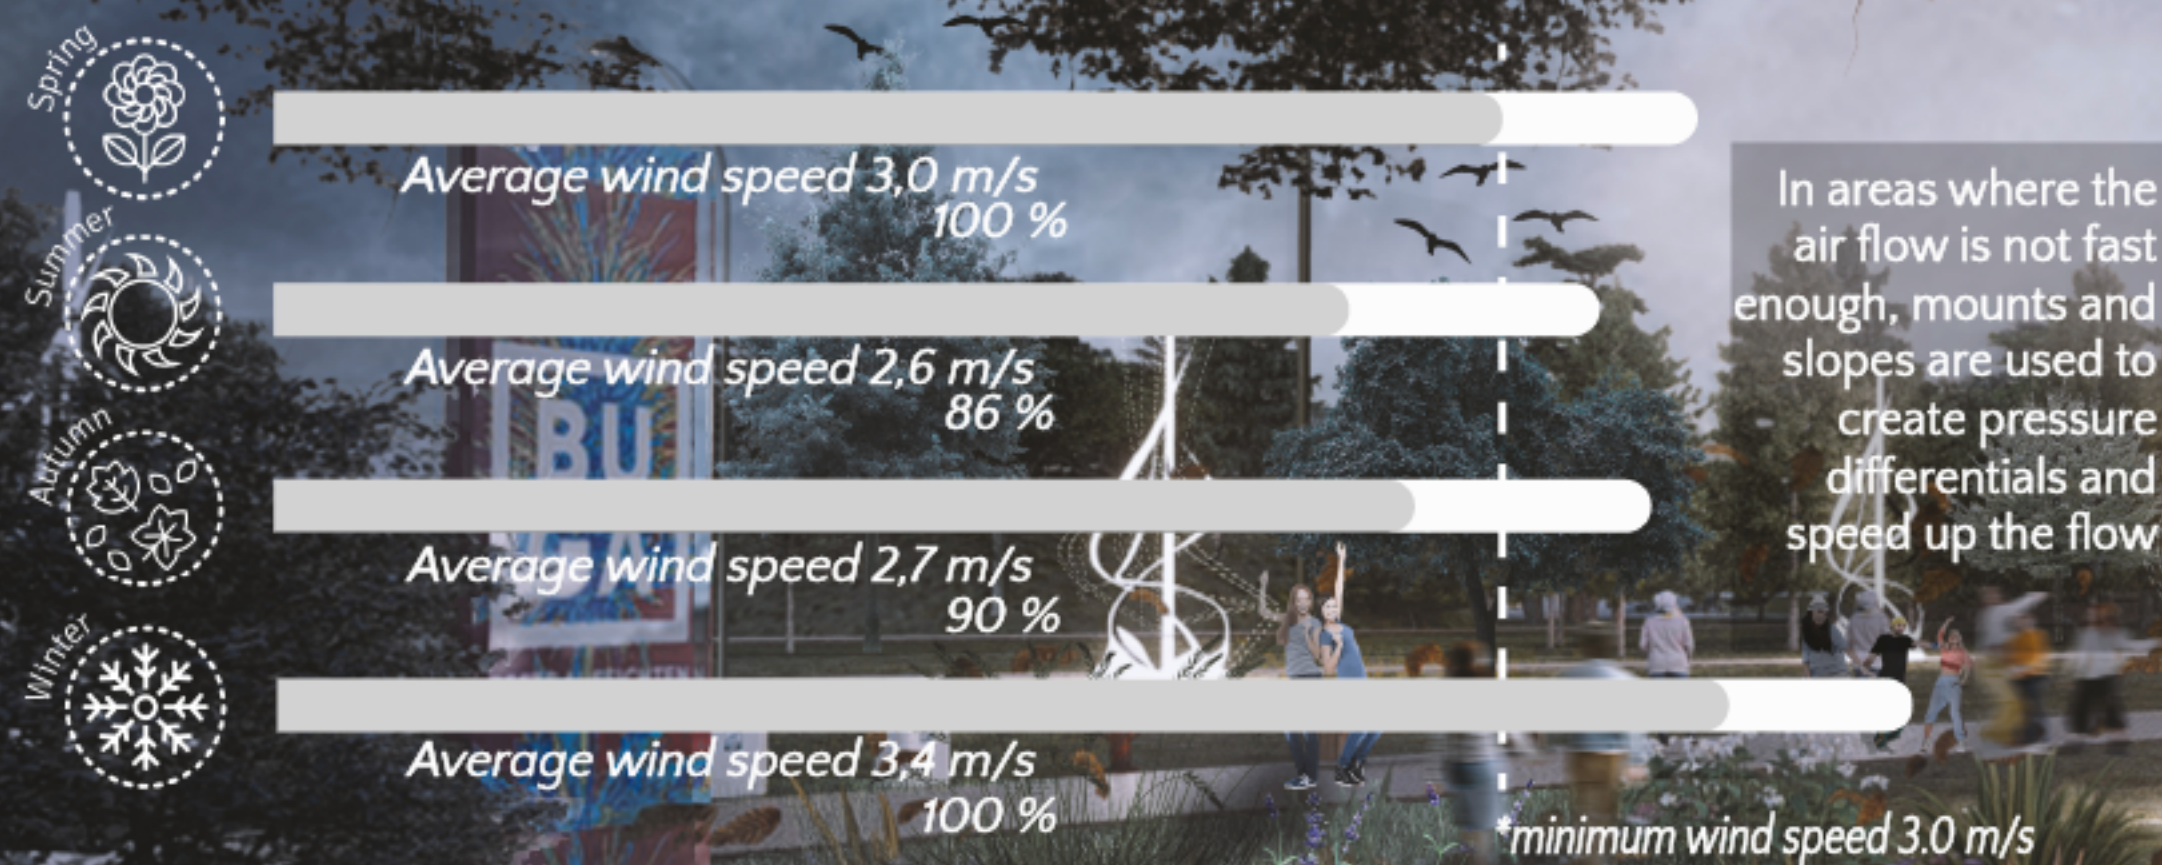 Spring
Average wind speed 3,0 m/s
100 %
Summer
Average wind speed 2,6 m/s
86 %
Autumn
Average wind speed 2,7 m/s
90 %
Winter
Average wind speed 3,4 m/s
100 %
*minimum wind speed 3.0 m/s
In areas where the
air flow is not fast
enough, mounts and
slopes are used to
create pressure
differentials and
speed up the flow
BU